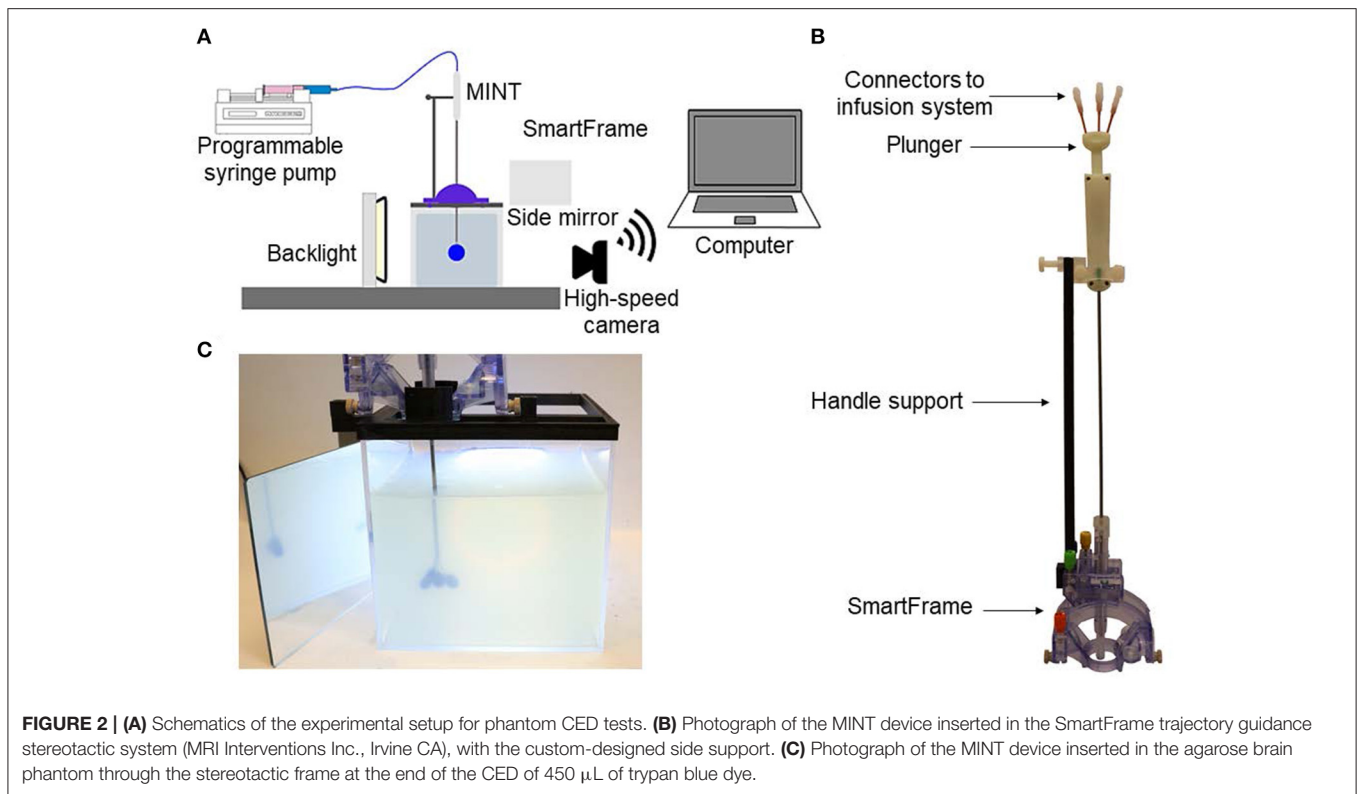 A
MINT
SmartFrame
Programmable
syringe pump
Side mirror
Backlight
Computer
High-speed
camera
B
Connectors to
infusion system
Plunger
Handle support
SmartFrame
C
FIGURE 2 | (A) Schematics of the experimental setup for phantom CED tests. (B) Photograph of the MINT device inserted in the SmartFrame trajectory guidance
stereotactic system (MRI Interventions Inc., Irvine CA), with the custom-designed side support. (C) Photograph of the MINT device inserted in the agarose brain
phantom through the stereotactic frame at the end of the CED of 450 μL of trypan blue dye.